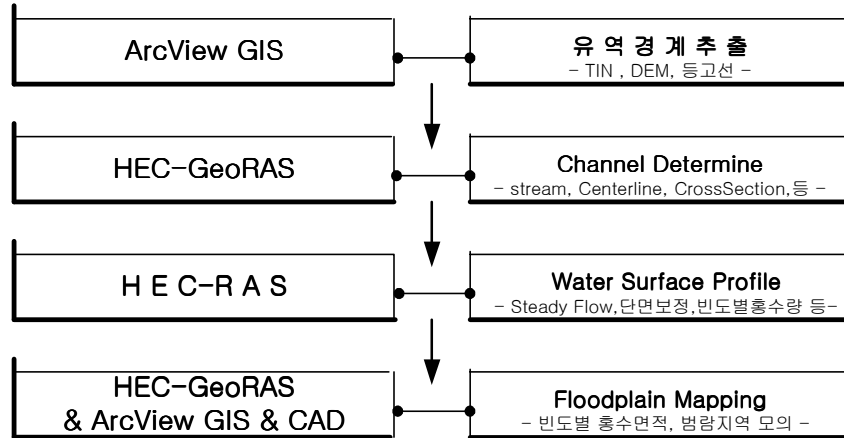 ArcView GIS
유 역 경 계 추 출
- TIN , DEM, 등고선 -
HEC-GeoRAS
Channel Determine
- stream, Centerline, CrossSection,등 -
H E C-R A S
Water Surface Profile
- Steady Flow,단면보정,빈도별홍수량 등-
HEC-GeoRAS
& ArcView GIS & CAD
Floodplain Mapping
- 빈도별 홍수면적, 범람지역 모의 -